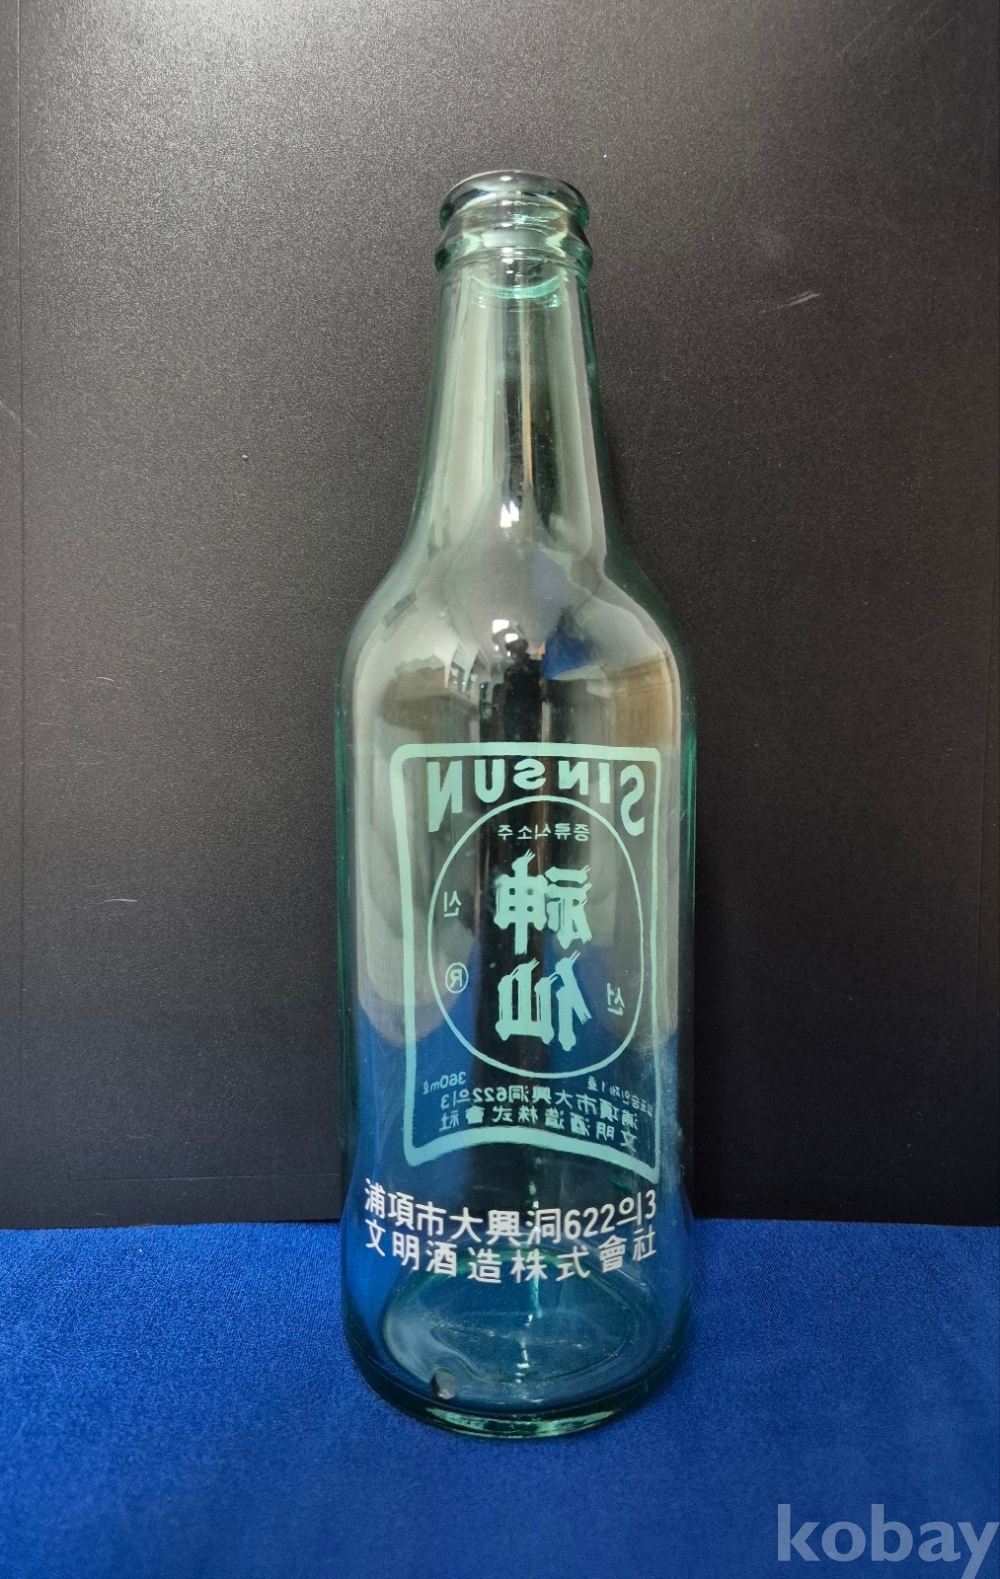 SINSUN
증류식소주
神仙
신
선
®
360㎖
浦項市大興洞622의3
文明酒造株式會社
浦項市大興洞622의3
文明酒造株式會社
kobay